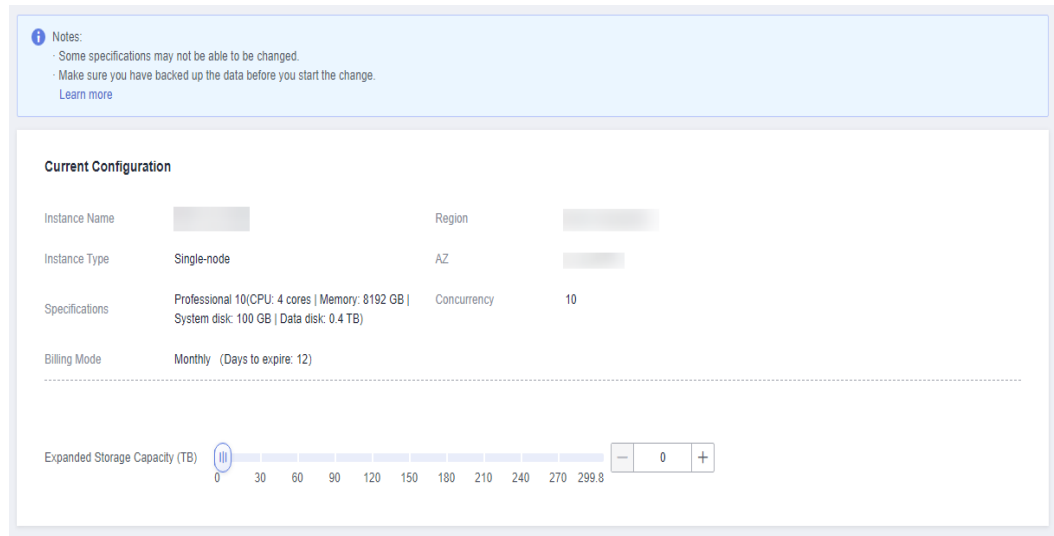 Notes:
· Some specifications may not be able to be changed.
· Make sure you have backed up the data before you start the change.
Learn more
Current Configuration
Instance Name
Region
Instance Type Single-node AZ
Specifications Professional 10(CPU: 4 cores | Memory: 8192 GB | Concurrency 10
System disk: 100 GB | Data disk: 0.4 TB)
Billing Mode Monthly (Days to expire: 12)
Expanded Storage Capacity (TB) — 0 +
0 30 60 90 120 150 180 210 240 270 299.8